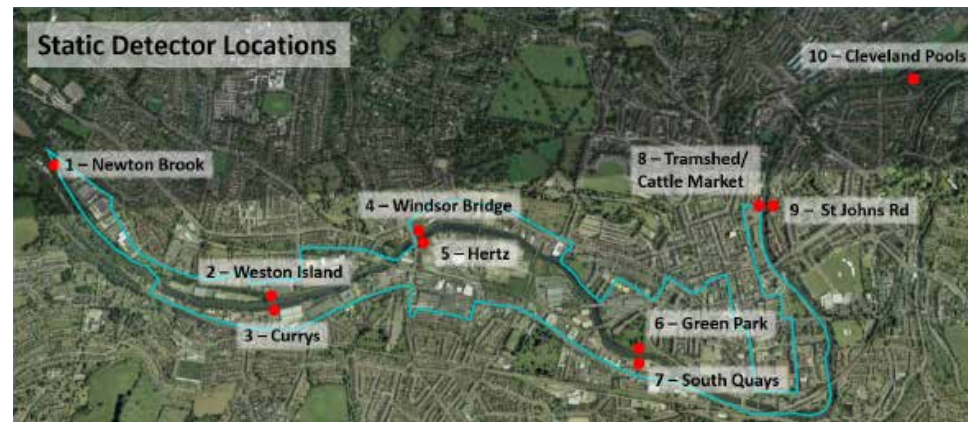 Static Detector Locations
10 – Cleveland Pools
1 – Newton Brook
8 – Tramshed/
Cattle Market
4 – Windsor Bridge
9 – St Johns Rd
5 – Hertz
2 – Weston Island
3 – Currys
6 – Green Park
7 – South Quays